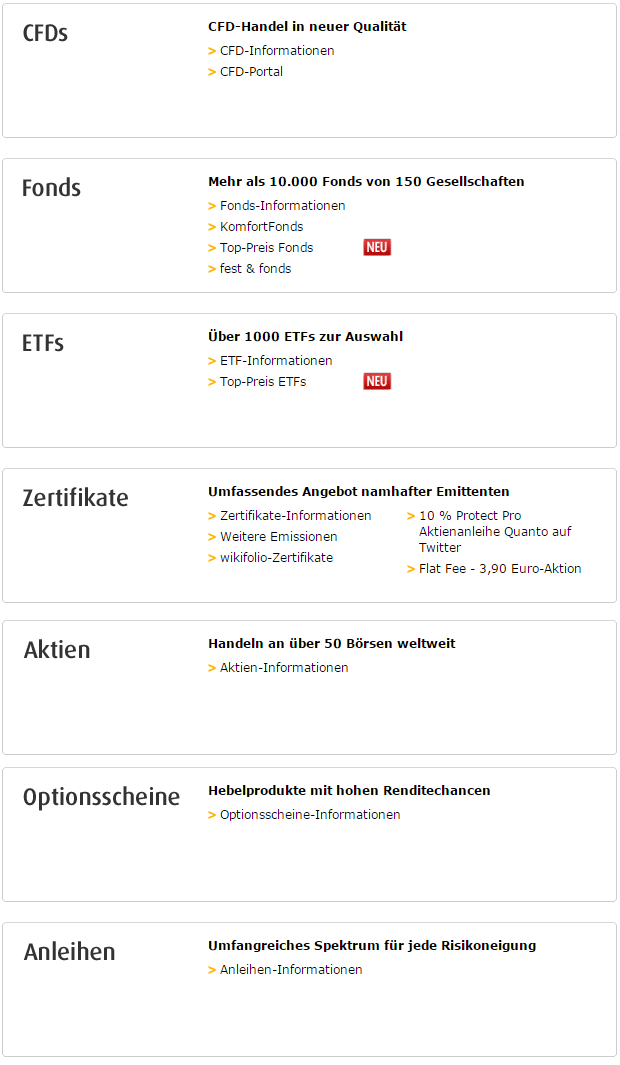 CFDs
CFD-Handel in neuer Qualität
> CFD-Informationen
> CFD-Portal
Fonds
Mehr als 10.000 Fonds von 150 Gesellschaften
> Fonds-Informationen
> KomfortFonds
> Top-Preis Fonds NEU
> fest & fonds
ETFs
Über 1000 ETFs zur Auswahl
> ETF-Informationen
> Top-Preis ETFs NEU
Zertifikate
Umfassendes Angebot namhafter Emittenten
> Zertifikate-Informationen
> Weitere Emissionen
> wikifolio-Zertifikate
> 10 % Protect Pro
Aktienanleihe Quanto auf
Twitter
> Flat Fee - 3,90 Euro-Aktion
Aktien
Handeln an über 50 Börsen weltweit
> Aktien-Informationen
Optionsscheine
Hebelprodukte mit hohen Renditechancen
> Optionsscheine-Informationen
Anleihen
Umfangreiches Spektrum für jede Risikoneigung
> Anleihen-Informationen